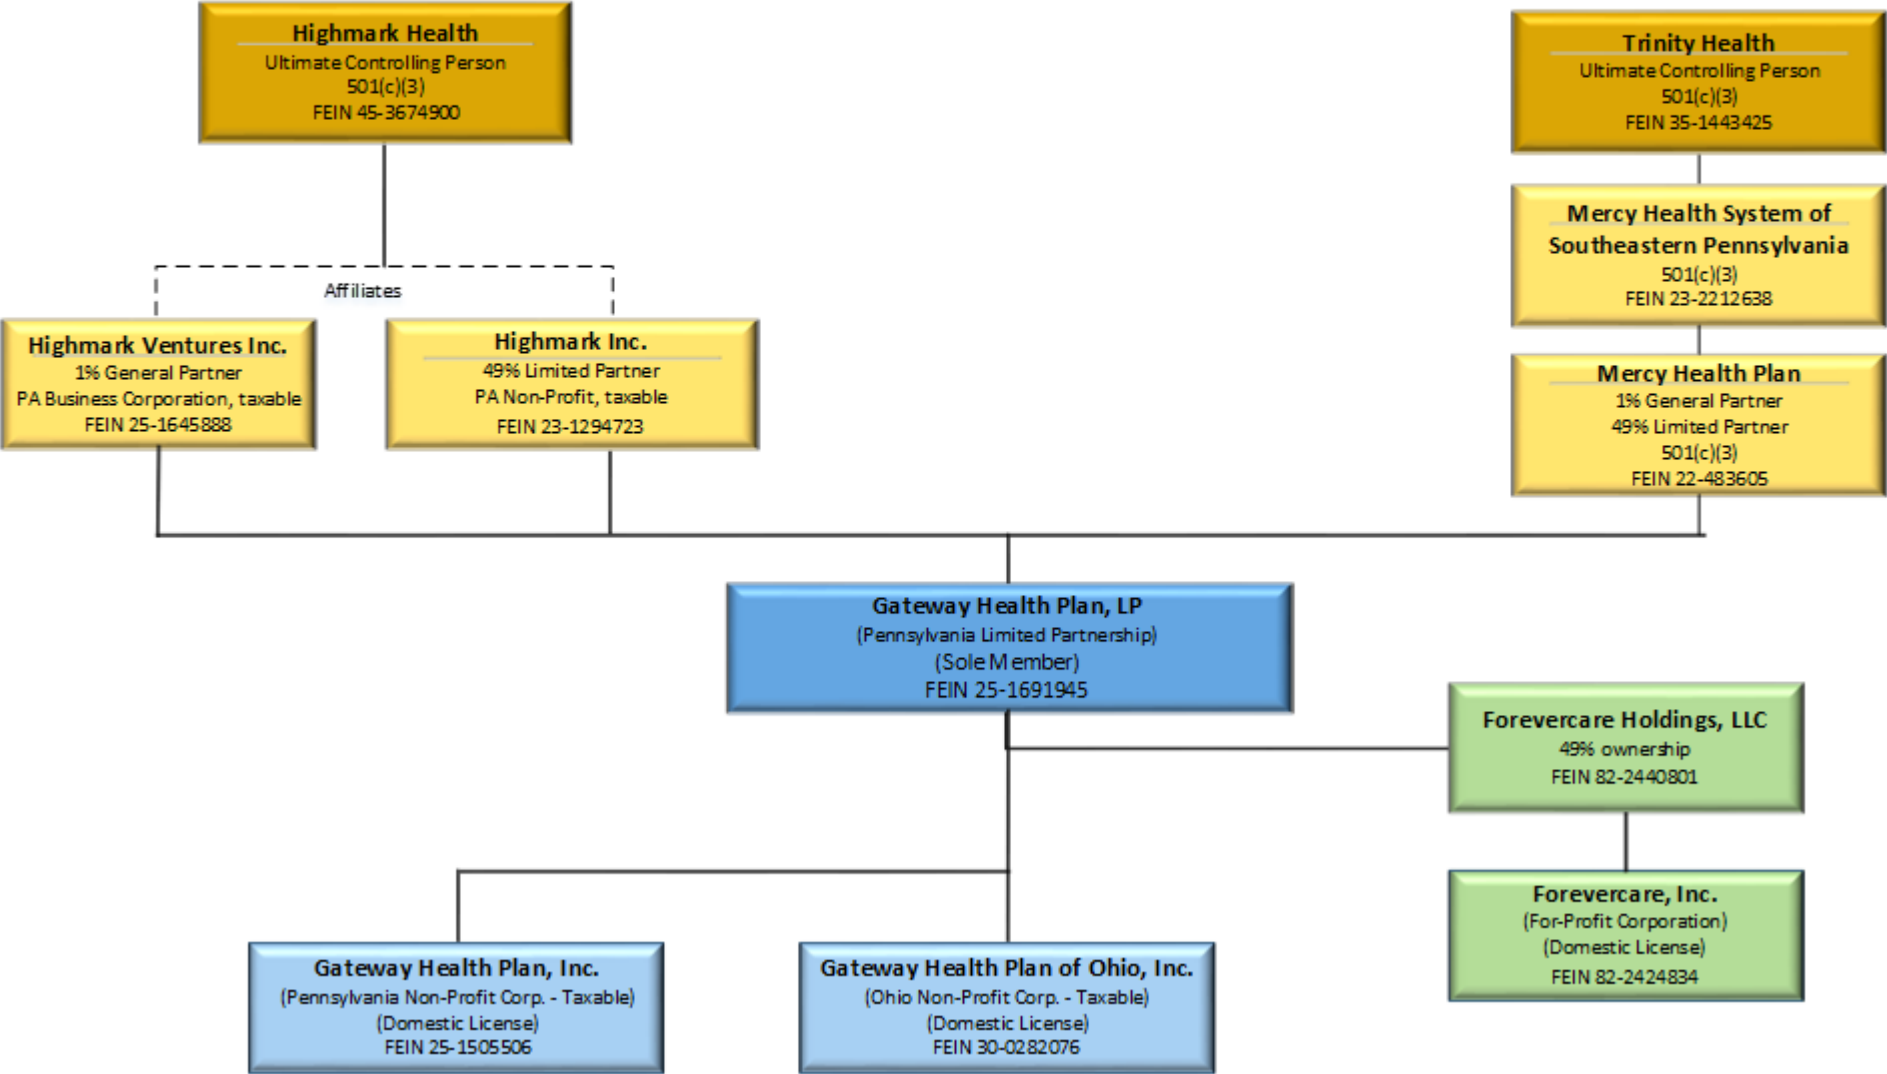 Highmark Health
Ultimate Controlling Person
501(c)(3)
FEIN 45-3674900
Trinity Health
Ultimate Controlling Person
501(c)(3)
FEIN 35-1443425
Mercy Health System of
Southeastern Pennsylvania
501(c)(3)
FEIN 23-2212638
Affiliates
Highmark Ventures Inc.
1% General Partner
PA Business Corporation, taxable
FEIN 25-1645888
Highmark Inc.
49% Limited Partner
PA Non-Profit, taxable
FEIN 23-1294723
Mercy Health Plan
1% General Partner
49% Limited Partner
501(c)(3)
FEIN 22-483605
Gateway Health Plan, LP
(Pennsylvania Limited Partnership)
(Sole Member)
FEIN 25-1691945
Forevercare Holdings, LLC
49% ownership
FEIN 82-2440801
Forevercare, Inc.
(For-Profit Corporation)
(Domestic License)
FEIN 82-2424834
Gateway Health Plan, Inc.
(Pennsylvania Non-Profit Corp. - Taxable)
(Domestic License)
FEIN 25-1505506
Gateway Health Plan of Ohio, Inc.
(Ohio Non-Profit Corp. - Taxable)
(Domestic License)
FEIN 30-0282076